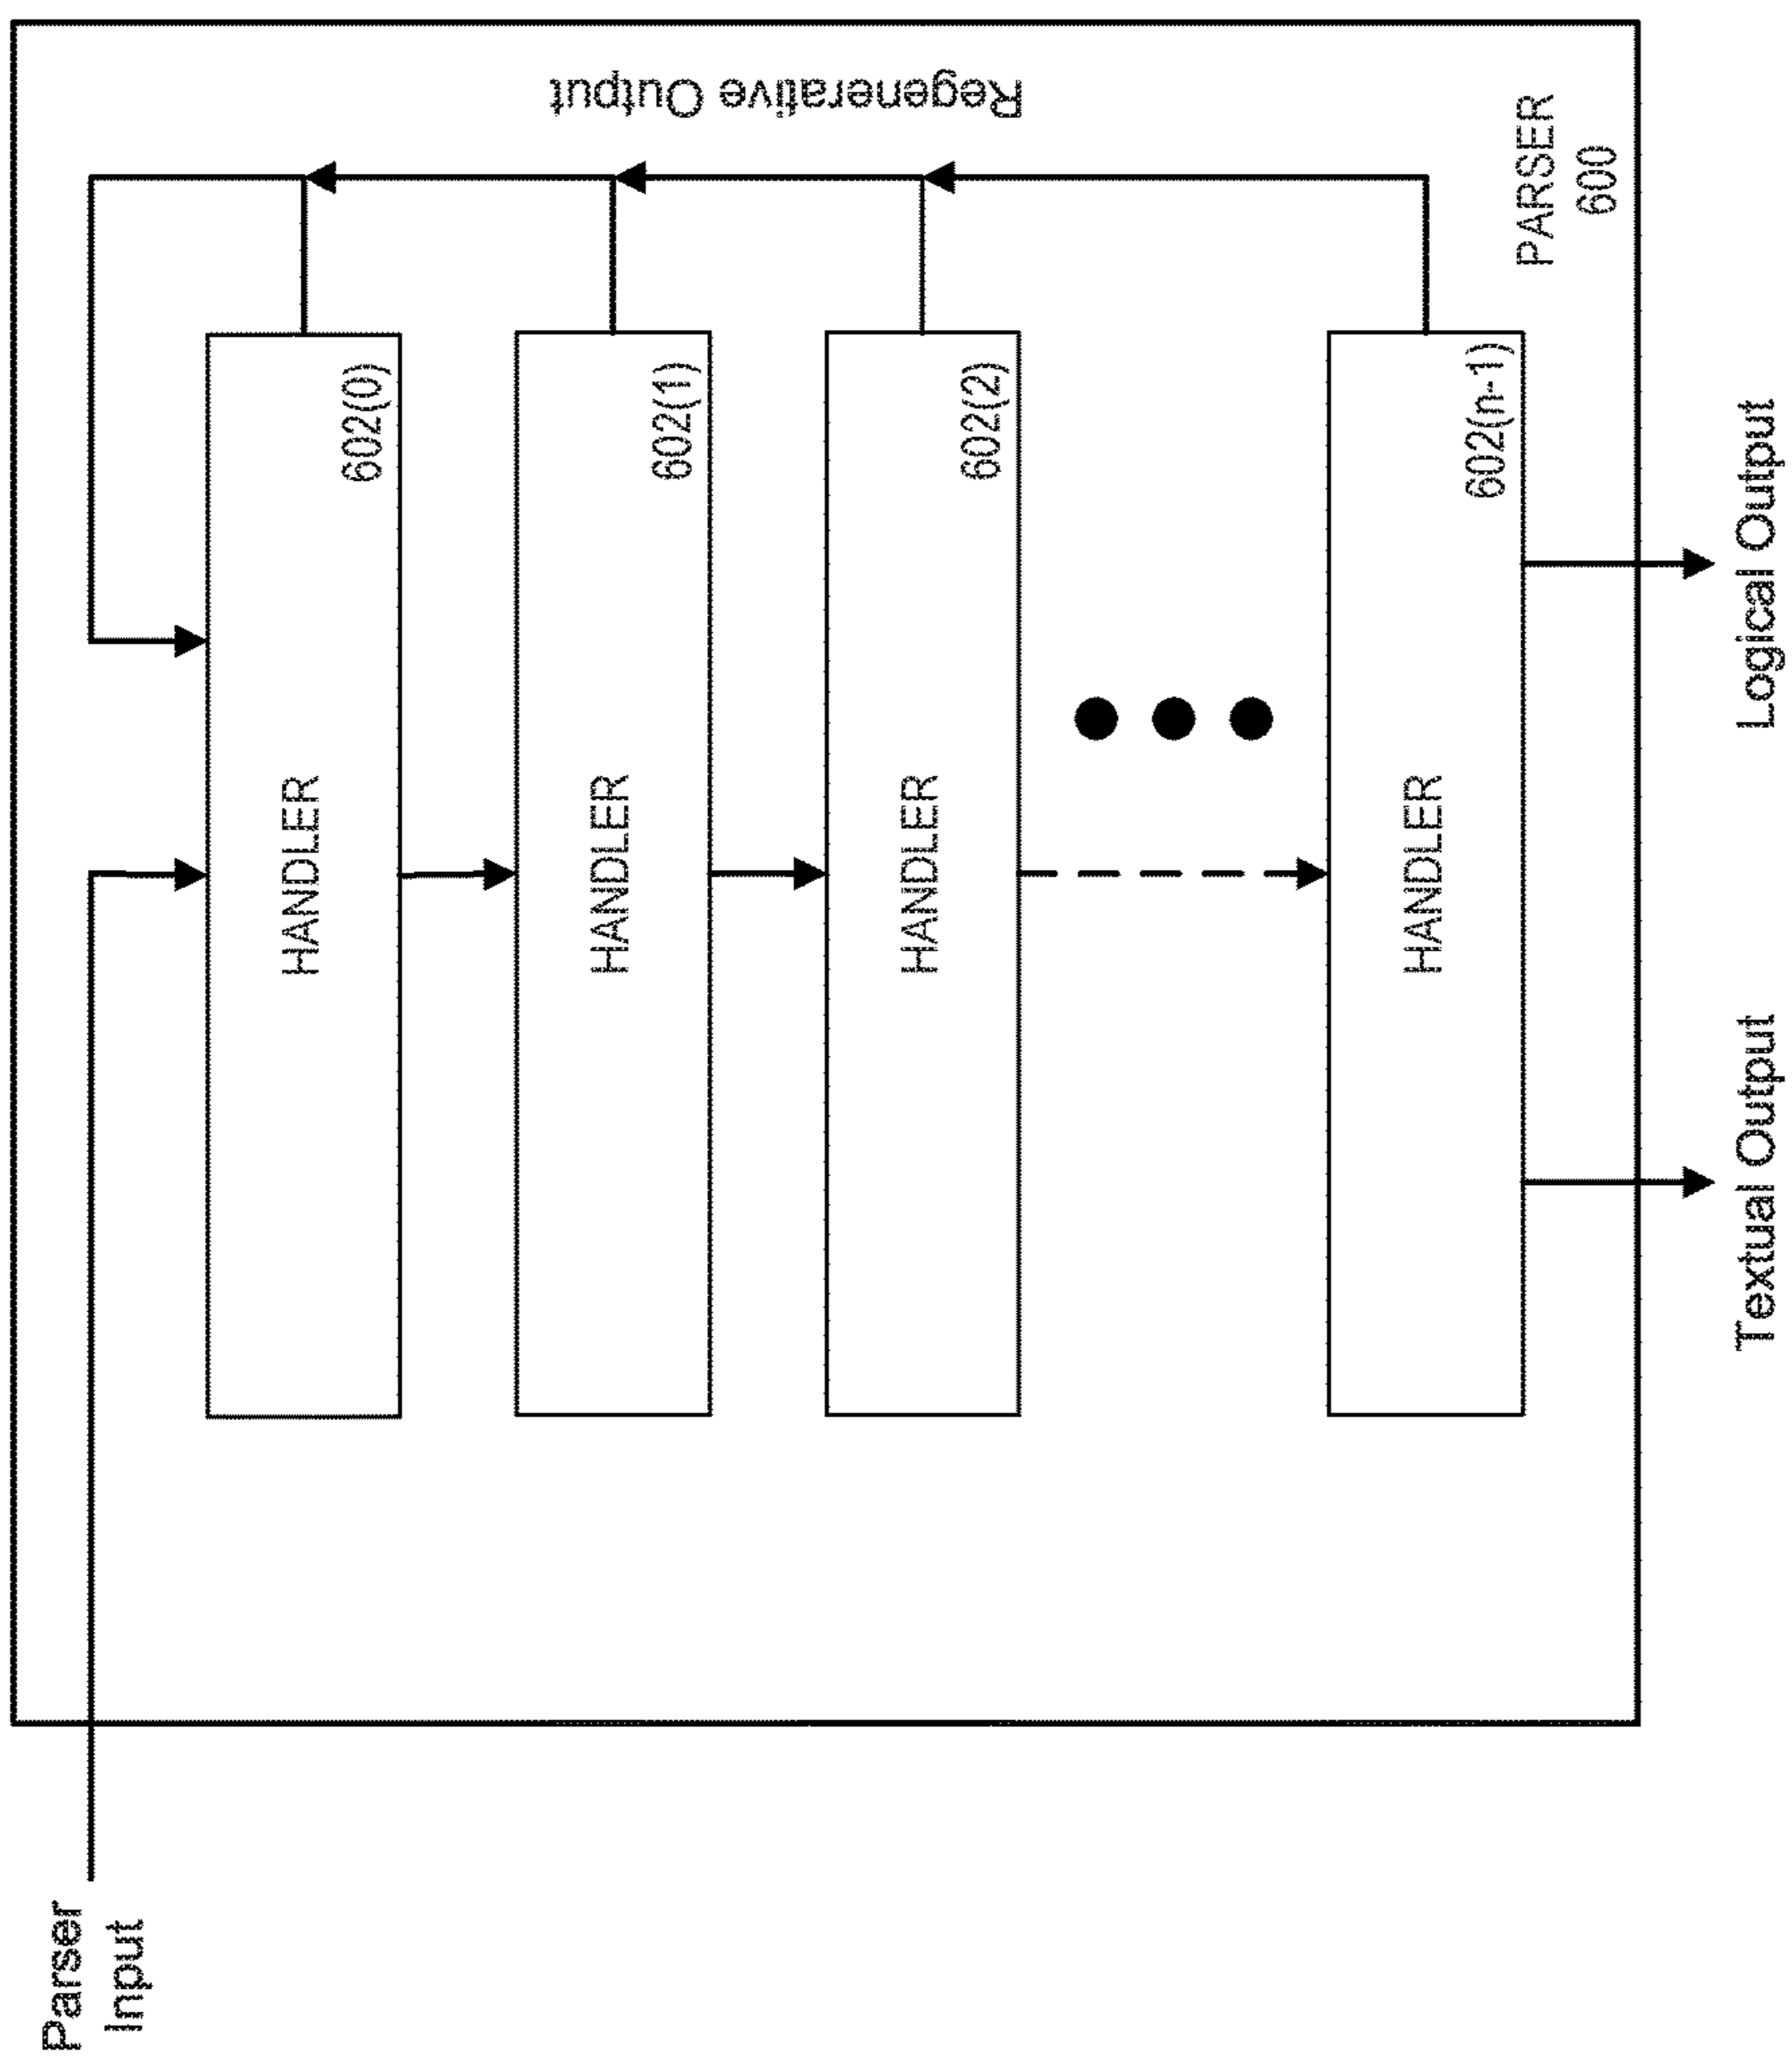 Parser
Input
Regenerative Output
HANDLER
602(0)
HANDLER
602(1)
HANDLER
602(2)
HANDLER
602(n-1)
PARSER
600
Textual Output
Logical Output